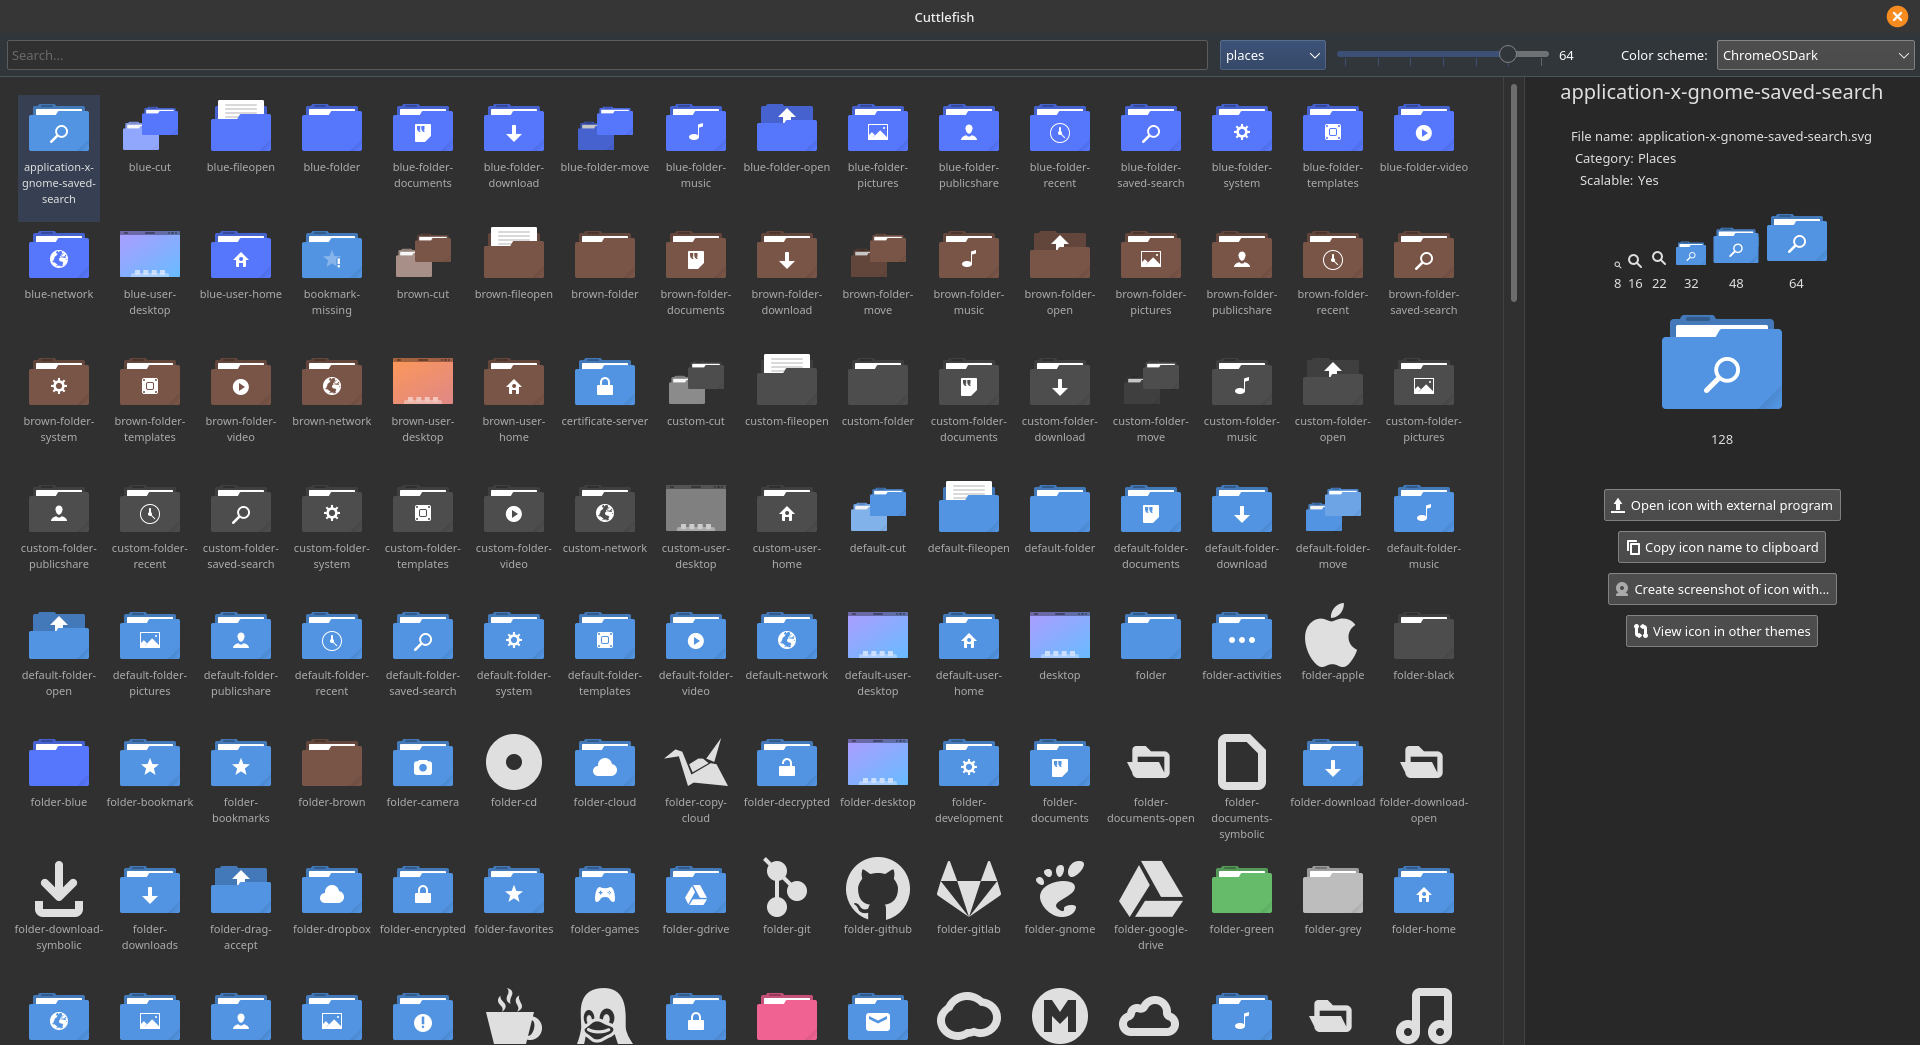 Cuttlefish
Search...
places
64
Color scheme:
ChromeOSDark
application-x-
gnome-saved-
search
blue-cut
blue-fileopen
blue-folder
blue-folder-
documents
blue-folder-
download
blue-folder-move
blue-folder-
music
blue-folder-open
blue-folder-
pictures
blue-folder-
publicshare
blue-folder-
recent
blue-folder-
saved-search
blue-folder-
system
blue-folder-
templates
blue-folder-video
blue-network
blue-user-
desktop
blue-user-home
bookmark-
missing
brown-cut
brown-fileopen
brown-folder
brown-folder-
documents
brown-folder-
download
brown-folder-
move
brown-folder-
music
brown-folder-
open
brown-folder-
pictures
brown-folder-
publicshare
brown-folder-
recent
brown-folder-
saved-search
brown-folder-
system
brown-folder-
templates
brown-folder-
video
brown-network
brown-user-
desktop
brown-user-
home
certificate-server
custom-cut
custom-fileopen
custom-folder
custom-folder-
documents
custom-folder-
download
custom-folder-
move
custom-folder-
music
custom-folder-
open
custom-folder-
pictures
custom-folder-
publicshare
custom-folder-
recent
custom-folder-
saved-search
custom-folder-
system
custom-folder-
templates
custom-folder-
video
custom-network
custom-user-
desktop
custom-user-
home
default-cut
default-fileopen
default-folder
default-folder-
documents
default-folder-
download
default-folder-
move
default-folder-
music
default-folder-
open
default-folder-
pictures
default-folder-
publicshare
default-folder-
recent
default-folder-
saved-search
default-folder-
system
default-folder-
templates
default-folder-
video
default-network
default-user-
desktop
default-user-
home
desktop
folder
folder-activities
folder-apple
folder-black
folder-blue
folder-bookmark
folder-
bookmarks
folder-brown
folder-camera
folder-cd
folder-cloud
folder-copy-
cloud
folder-decrypted
folder-desktop
folder-
development
folder-
documents
folder-
documents-open
folder-
documents-
symbolic
folder-download
folder-download-
open
folder-download-
symbolic
folder-
downloads
folder-drag-
accept
folder-dropbox
folder-encrypted
folder-favorites
folder-games
folder-gdrive
folder-git
folder-github
folder-gitlab
folder-gnome
folder-google-
drive
folder-green
folder-grey
folder-home
application-x-gnome-saved-search
File name: application-x-gnome-saved-search.svg
Category: Places
Scalable: Yes
8 16 22 32 48 64
128
Open icon with external program
Copy icon name to clipboard
Create screenshot of icon with...
View icon in other themes